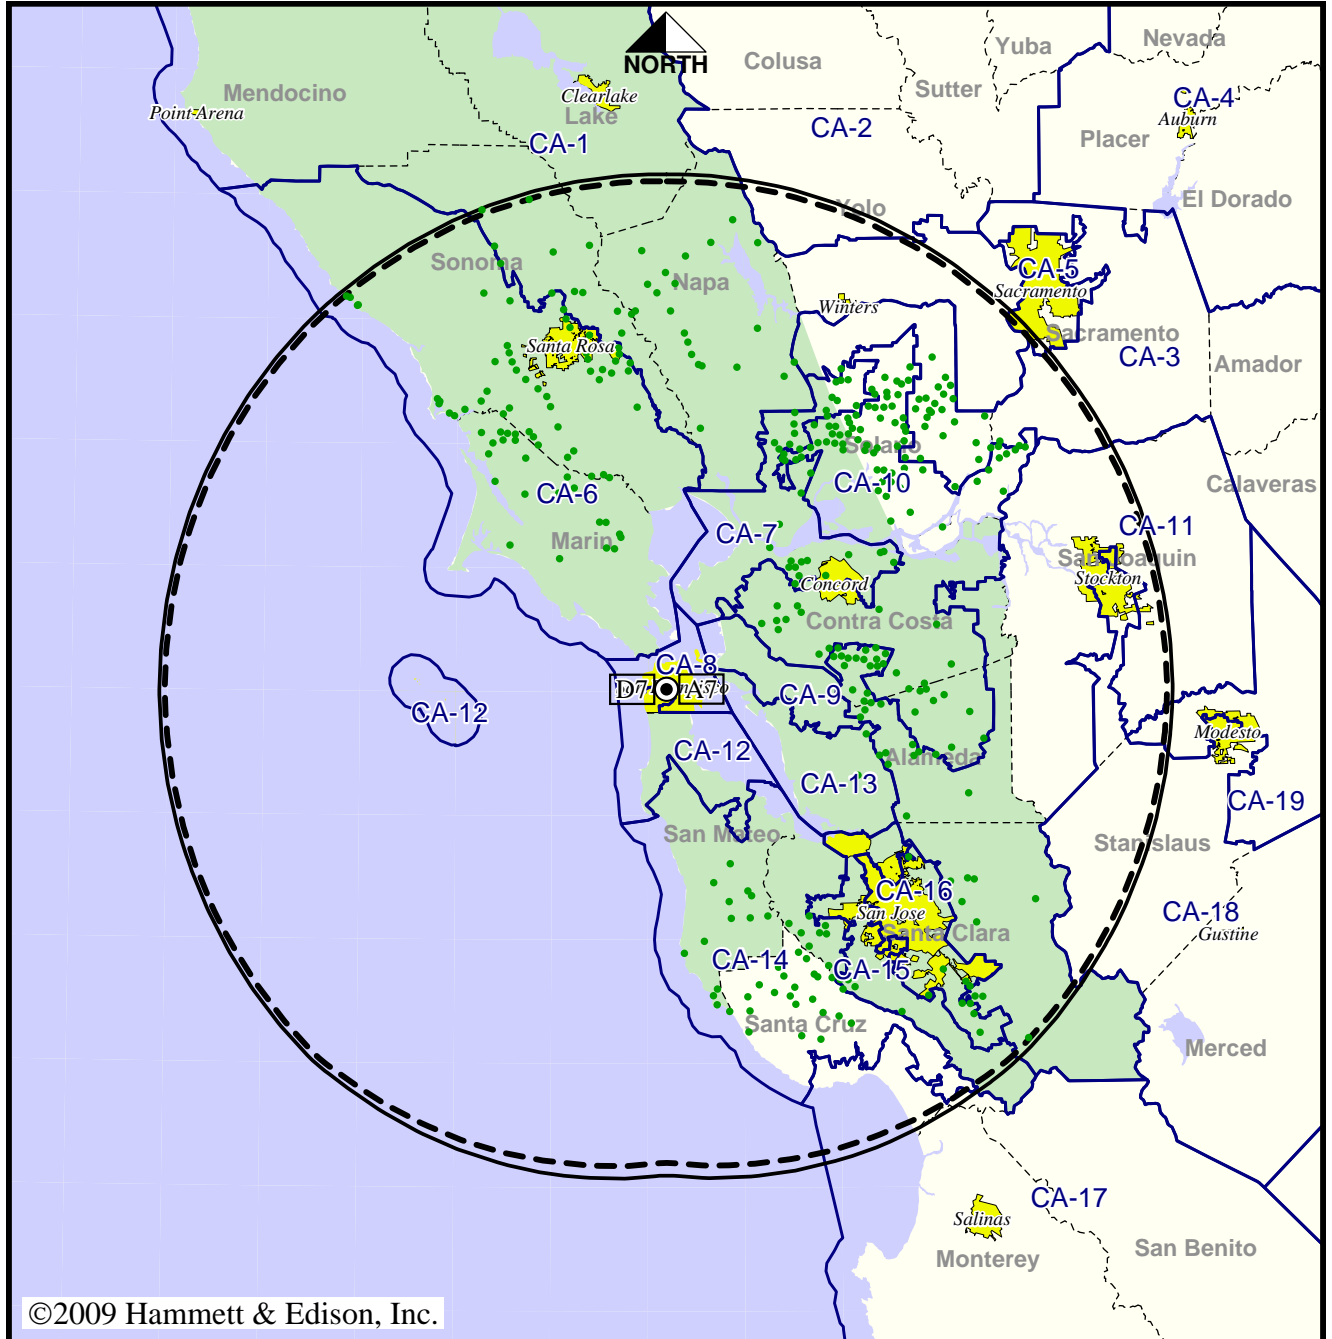 NORTH
Colusa
Yuba
Nevada
Sutter
Mendocino
Clearlake
Lake
Point Arena
CA-4
Auburn
CA-1
CA-2
Placer
El Dorado
Yolo
Sonoma
Napa
CA-5
Sacramento
Winters
Sacramento
Santa Rosa
CA-3
Amador
Solano
CA-6
CA-10
Calaveras
Marin
CA-7
CA-11
San Joaquin
Stockton
Concord
Contra Costa
CA-8
D7
A7
CA-9
CA-12
CA-12
Alameda
Modesto
CA-13
CA-19
San Mateo
Stanislaus
CA-16
San Jose
Santa Clara
CA-18
Gustine
CA-14
CA-15
Santa Cruz
Merced
CA-17
Salinas
Monterey
San Benito
©2009 Hammett & Edison, Inc.